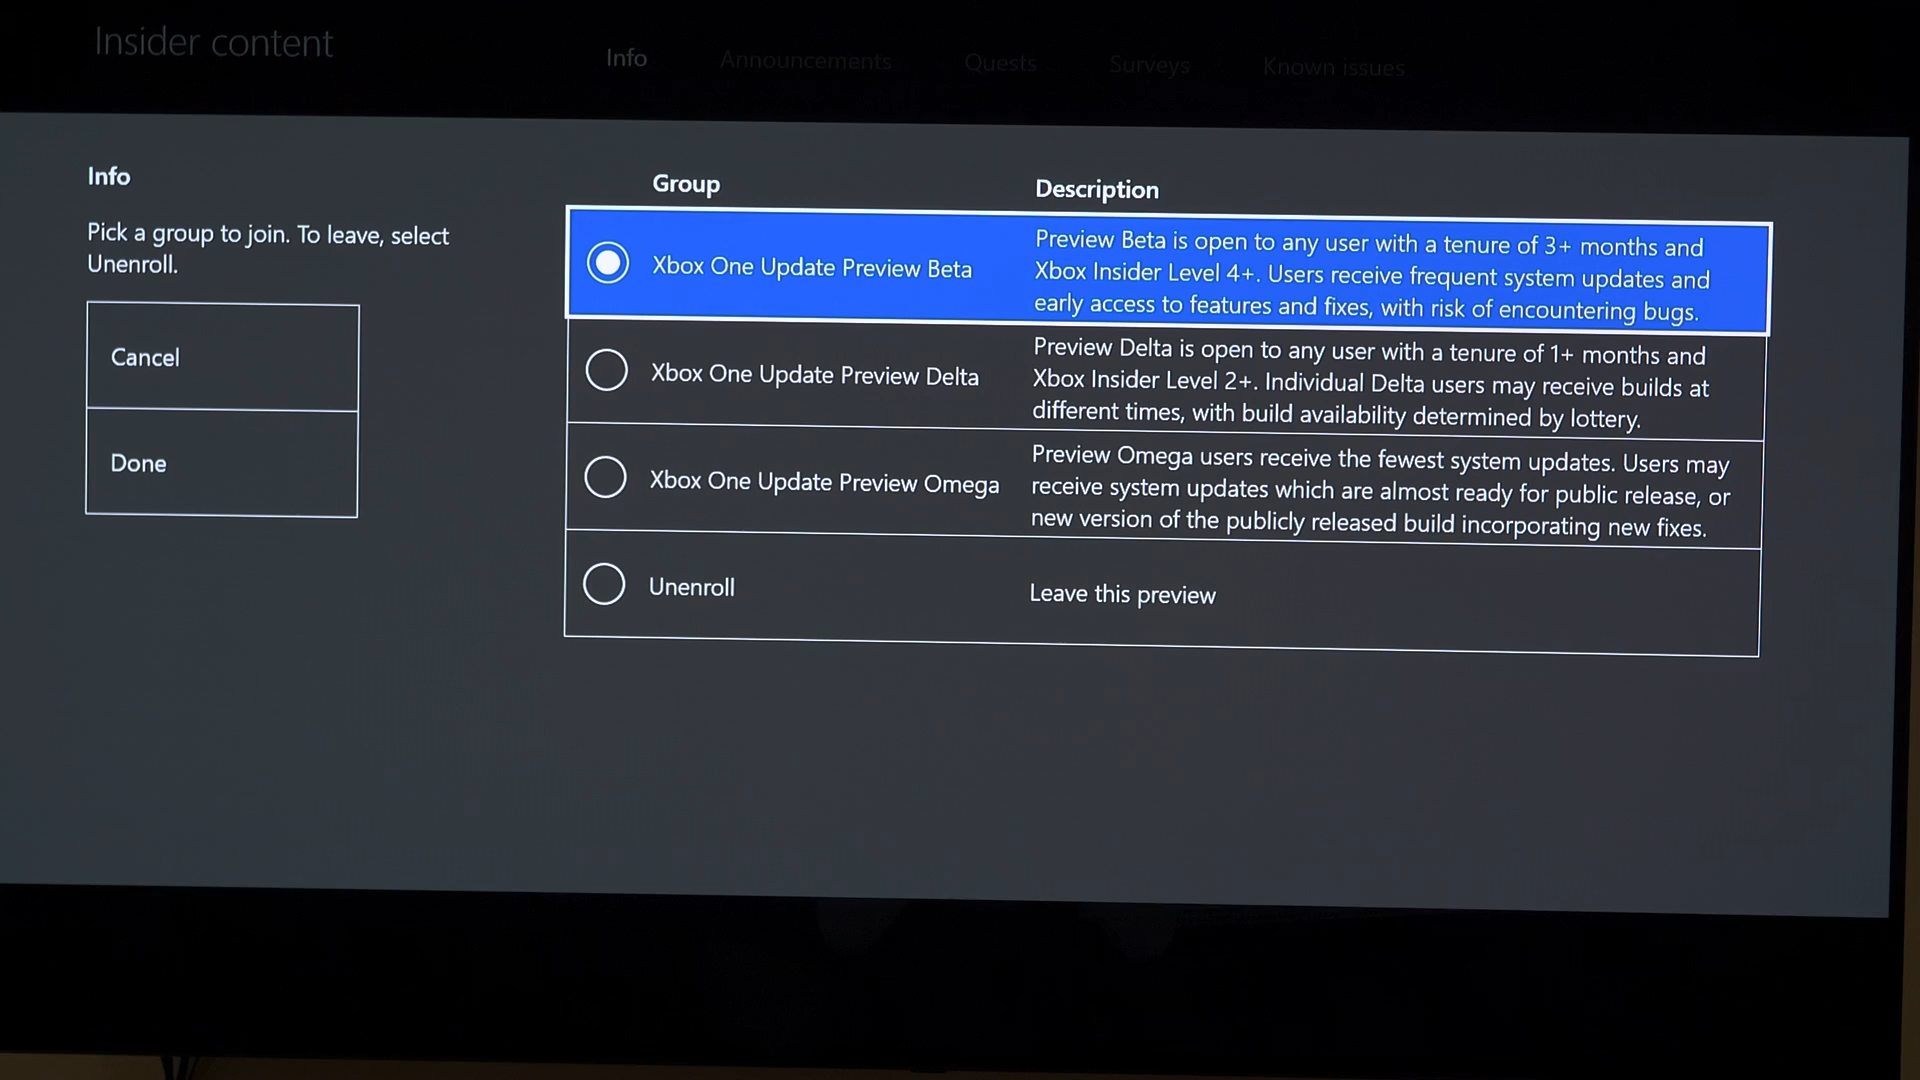 Insider content
Info
Announcements
Quests
Surveys
Known issues
Info
Pick a group to join. To leave, select
Unenroll.
Cancel
Done
Group
Description
Xbox One Update Preview Beta
Preview Beta is open to any user with a tenure of 3+ months and
Xbox Insider Level 4+. Users receive frequent system updates and
early access to features and fixes, with risk of encountering bugs.
Xbox One Update Preview Delta
Preview Delta is open to any user with a tenure of 1+ months and
Xbox Insider Level 2+. Individual Delta users may receive builds at
different times, with build availability determined by lottery.
Xbox One Update Preview Omega
Preview Omega users receive the fewest system updates. Users may
receive system updates which are almost ready for public release, or
new version of the publicly released build incorporating new fixes.
Unenroll
Leave this preview